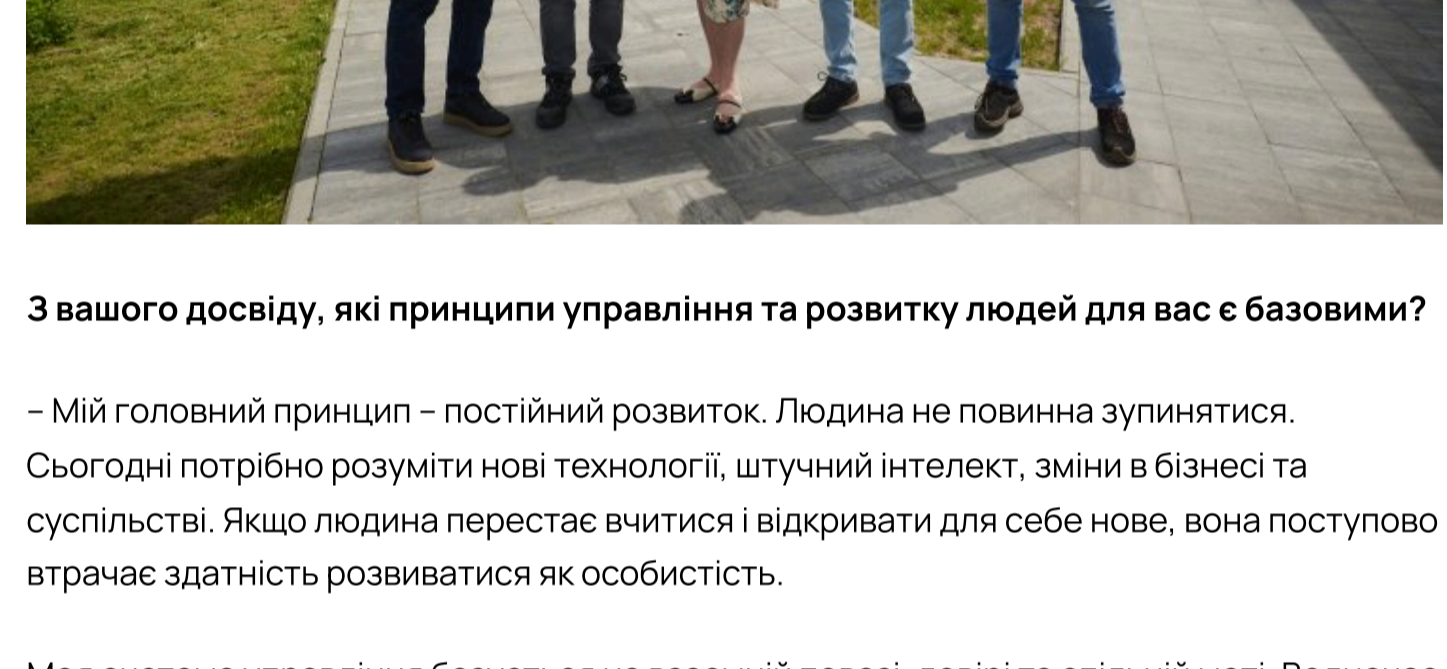 З вашого досвіду, які принципи управління та розвитку людей для вас є базовими?
– Мій головний принцип – постійний розвиток. Людина не повинна зупинятися.
Сьогодні потрібно розуміти нові технології, штучний інтелект, зміни в бізнесі та
суспільстві. Якщо людина перестає вчитися і відкривати для себе нове, вона поступово
втрачає здатність розвиватися як особистість.